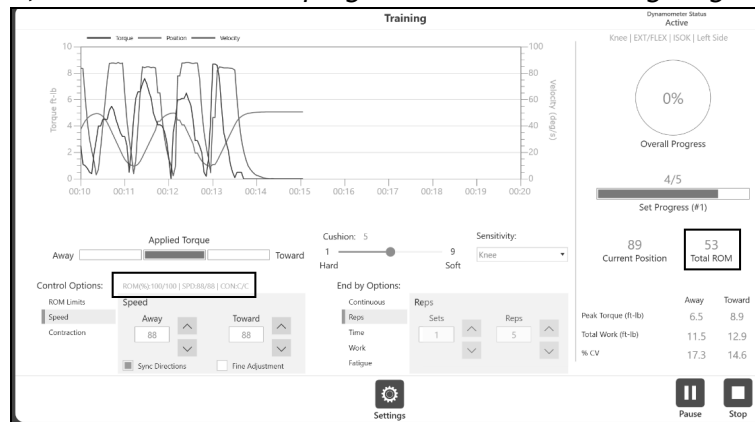 Training
Dynamometer Status
Active
Torque Position Velocity
Knee | EXT/FLEX | ISOK | Left Side
10 8 6 4 2 0
Torque ft-lb
100 80 60 40 20 0
Velocity (deg/s)
00:10 00:11 00:12 00:13 00:14 00:15 00:16 00:17 00:18 00:19 00:20
0%
Overall Progress
4/5
Set Progress (#1)
Applied Torque
Away Toward
Cushion: 5
1 9
Hard Soft
Sensitivity:
Knee
89 53
Current Position Total ROM
Control Options: ROM(%):100/100 | SPD:88/88 | CON:C/C
ROM Limits
Speed
Contraction
Speed
Away Toward
88 88
Sync Directions Fine Adjustment
End by Options:
Continuous
Reps
Time
Work
Fatigue
Reps
Sets Reps
1 5
Away Toward
Peak Torque (ft-lb) 6.5 8.9
Total Work (ft-lb) 11.5 12.9
% CV 17.3 14.6
Settings
Pause Stop